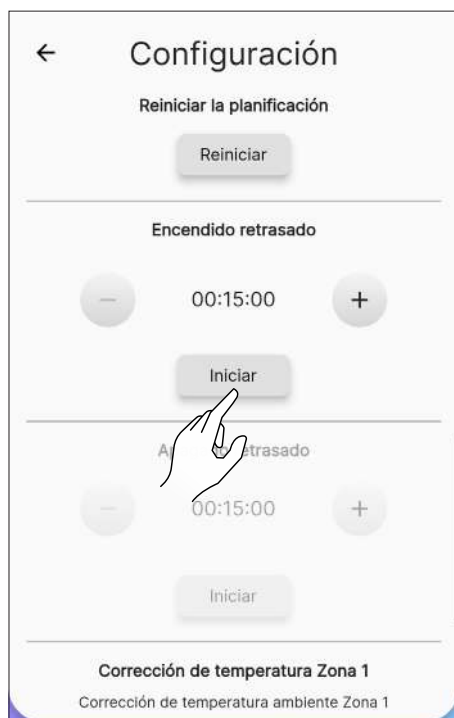 Configuración
Reiniciar la planificación
Reiniciar
Encendido retrasado
00:15:00
Iniciar
retrasado
00:15:00
Iniciar
Corrección de temperatura Zona 1
Corrección de temperatura ambiente Zona 1